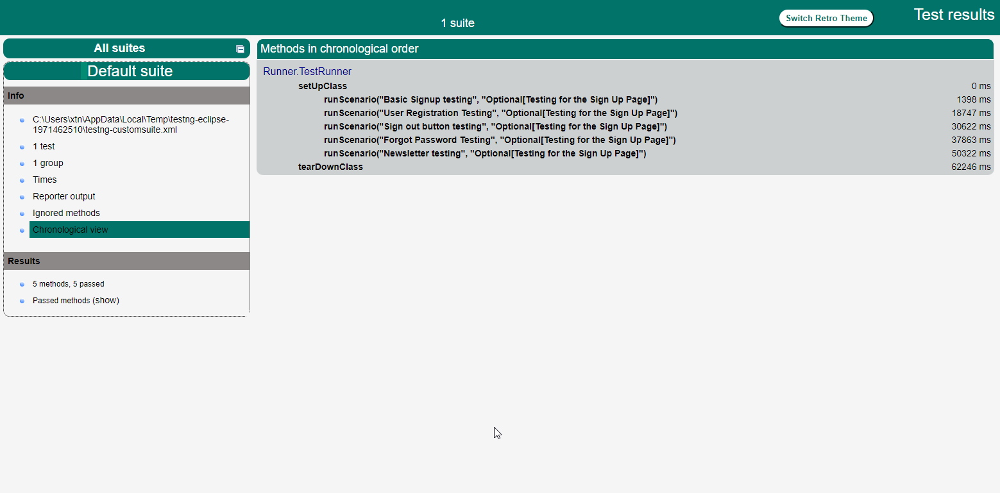 1 suite
Switch Retro Theme
Test results
All suites
Default suite
Info
C:\Users\xtn\AppData\Local\Temp\testng-eclipse-
1971462510\testng-customsuite.xml
1 test
1 group
Times
Reporter output
Ignored methods
Chronological view
Results
5 methods, 5 passed
Passed methods (show)
Methods in chronological order
Runner.TestRunner
setUpClass 0 ms
runScenario("Basic Signup testing", "Optional[Testing for the Sign Up Page]") 1398 ms
runScenario("User Registration Testing", "Optional[Testing for the Sign Up Page]") 18747 ms
runScenario("Sign out button testing", "Optional[Testing for the Sign Up Page]") 30622 ms
runScenario("Forgot Password Testing", "Optional[Testing for the Sign Up Page]") 37863 ms
runScenario("Newsletter testing", "Optional[Testing for the Sign Up Page]") 50322 ms
tearDownClass 62246 ms